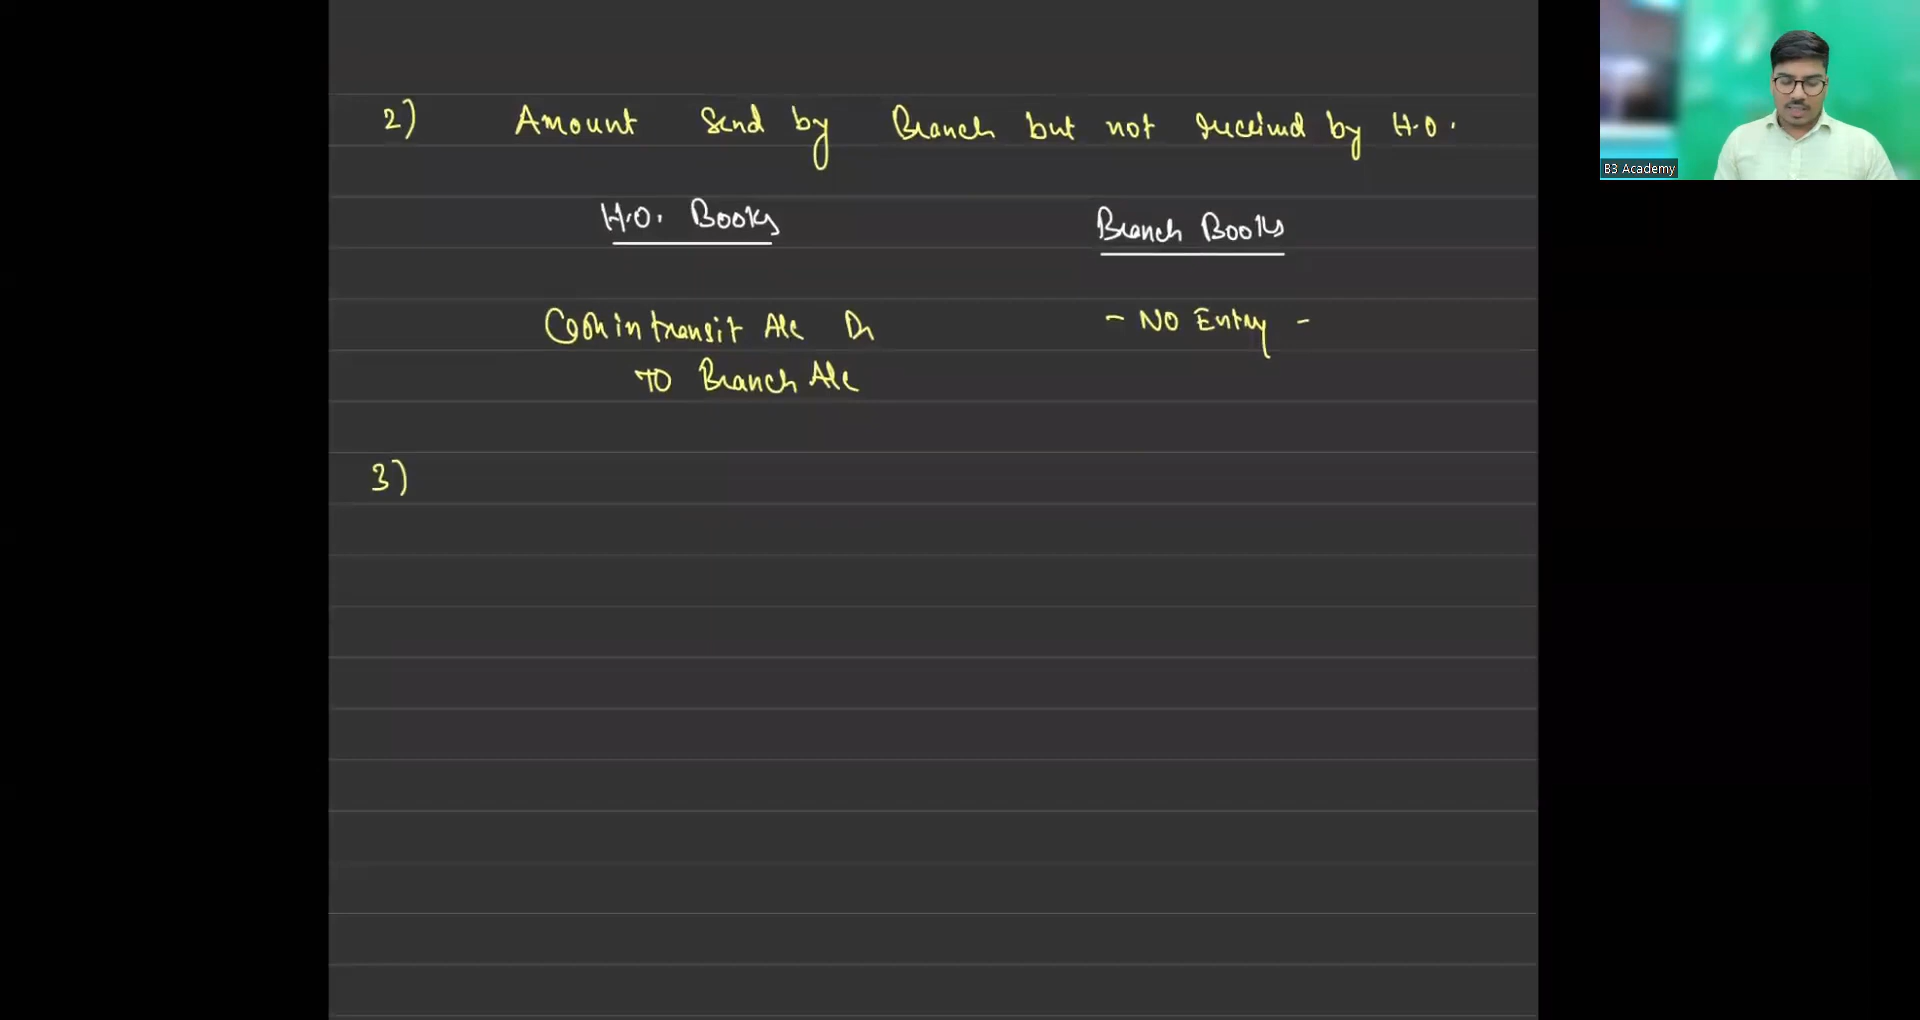 2) Amount Send by Branch but not received by H.O.
H.O. Books Branch Books
Cash in transit A/c Dr - NO Entry -
TO Branch A/c
3)
B3 Academy